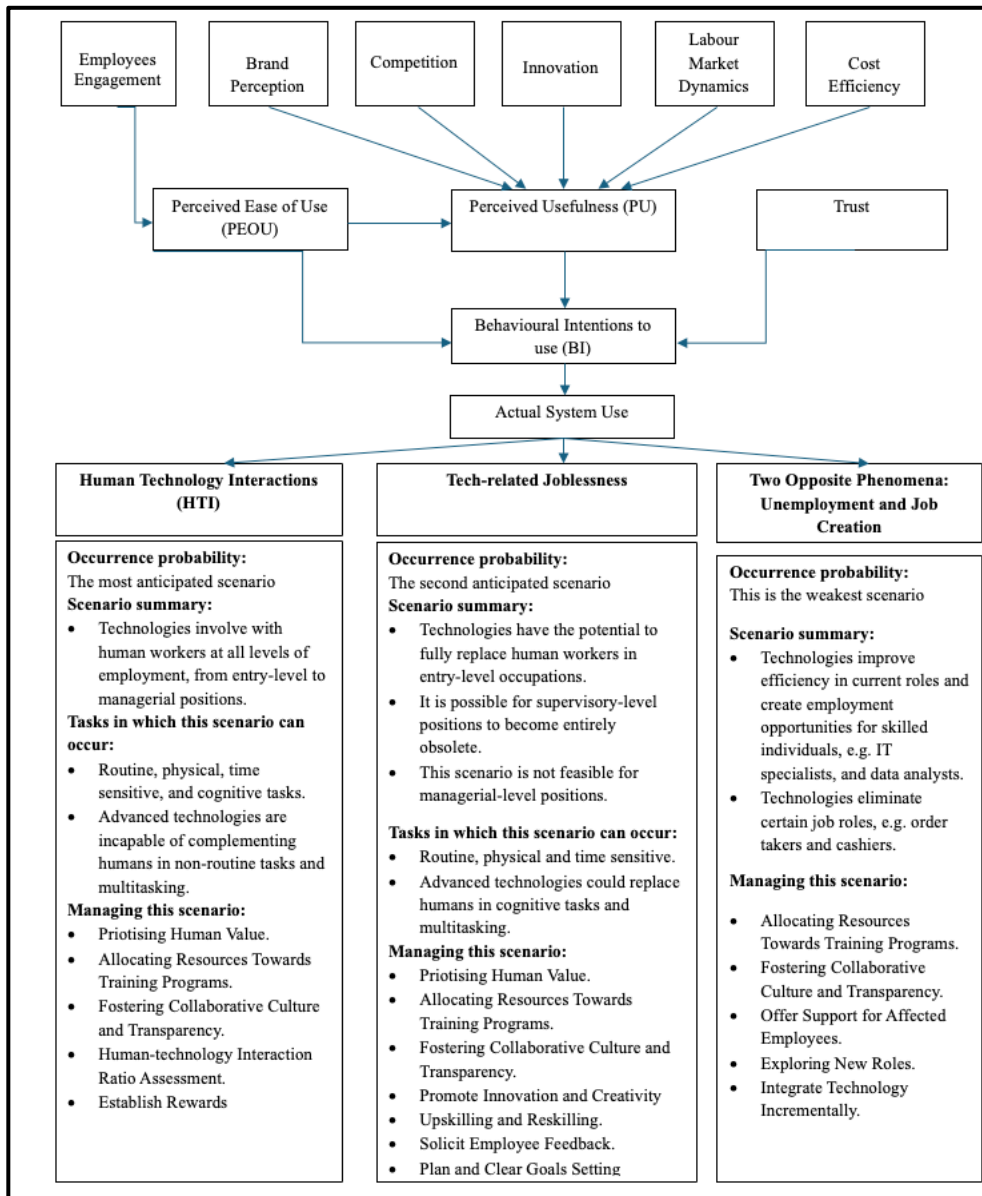 Employees
Engagement
Brand
Perception
Competition
Innovation
Labour
Market
Dynamics
Cost
Efficiency
Perceived Ease of Use
(PEOU)
Perceived Usefulness (PU)
Trust
Behavioural Intentions to
use (BI)
Actual System Use
Human Technology Interactions
(HTI)
Occurrence probability:
The most anticipated scenario
Scenario summary:
• Technologies involve with
human workers at all levels of
employment, from entry-level to
managerial positions.
Tasks in which this scenario can
occur:
• Routine, physical, time
sensitive, and cognitive tasks.
• Advanced technologies are
incapable of complementing
humans in non-routine tasks and
multitasking.
Managing this scenario:
• Priotising Human Value.
• Allocating Resources Towards
Training Programs.
• Fostering Collaborative Culture
and Transparency.
• Human-technology Interaction
Ratio Assessment.
• Establish Rewards
Tech-related Joblessness
Occurrence probability:
The second anticipated scenario
Scenario summary:
• Technologies have the potential to
fully replace human workers in
entry-level occupations.
• It is possible for supervisory-level
positions to become entirely
obsolete.
• This scenario is not feasible for
managerial-level positions.
Tasks in which this scenario can occur:
• Routine, physical and time sensitive.
• Advanced technologies could replace
humans in cognitive tasks and
multitasking.
Managing this scenario:
• Priotising Human Value.
• Allocating Resources Towards
Training Programs.
• Fostering Collaborative Culture and
Transparency.
• Promote Innovation and Creativity
• Upskilling and Reskilling.
• Solicit Employee Feedback.
• Plan and Clear Goals Setting
Two Opposite Phenomena:
Unemployment and Job
Creation
Occurrence probability:
This is the weakest scenario
Scenario summary:
• Technologies improve
efficiency in current roles and
create employment
opportunities for skilled
individuals, e.g. IT
specialists, and data analysts.
• Technologies eliminate
certain job roles, e.g. order
takers and cashiers.
Managing this scenario:
• Allocating Resources
Towards Training Programs.
• Fostering Collaborative
Culture and Transparency.
• Offer Support for Affected
Employees.
• Exploring New Roles.
• Integrate Technology
Incrementally.